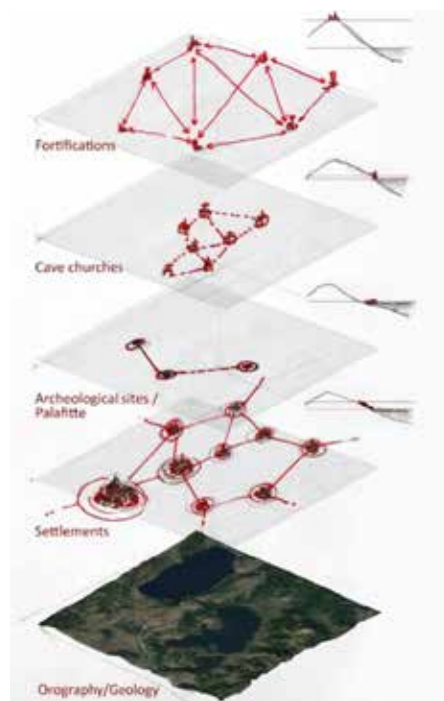 Fortifications
Cave churches
Archeological sites /
Palafitte
Settlements
Orography/Geology